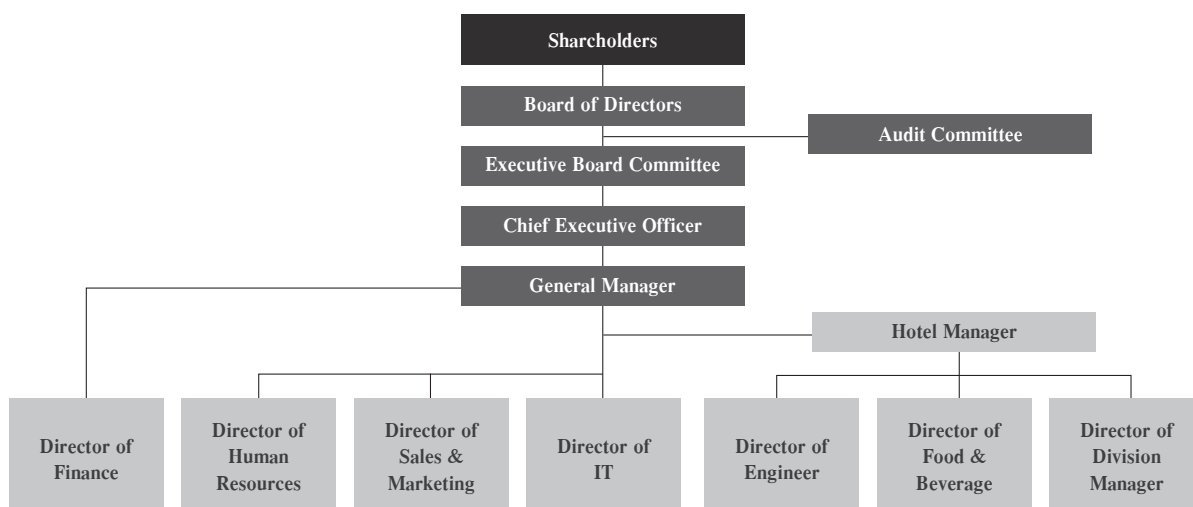 Sharcholders
Board of Directors
Audit Committee
Executive Board Committee
Chief Executive Officer
General Manager
Hotel Manager
Director of
Finance
Director of
Human
Resources
Director of
Sales &
Marketing
Director of
IT
Director of
Engineer
Director of
Food &
Beverage
Director of
Division
Manager